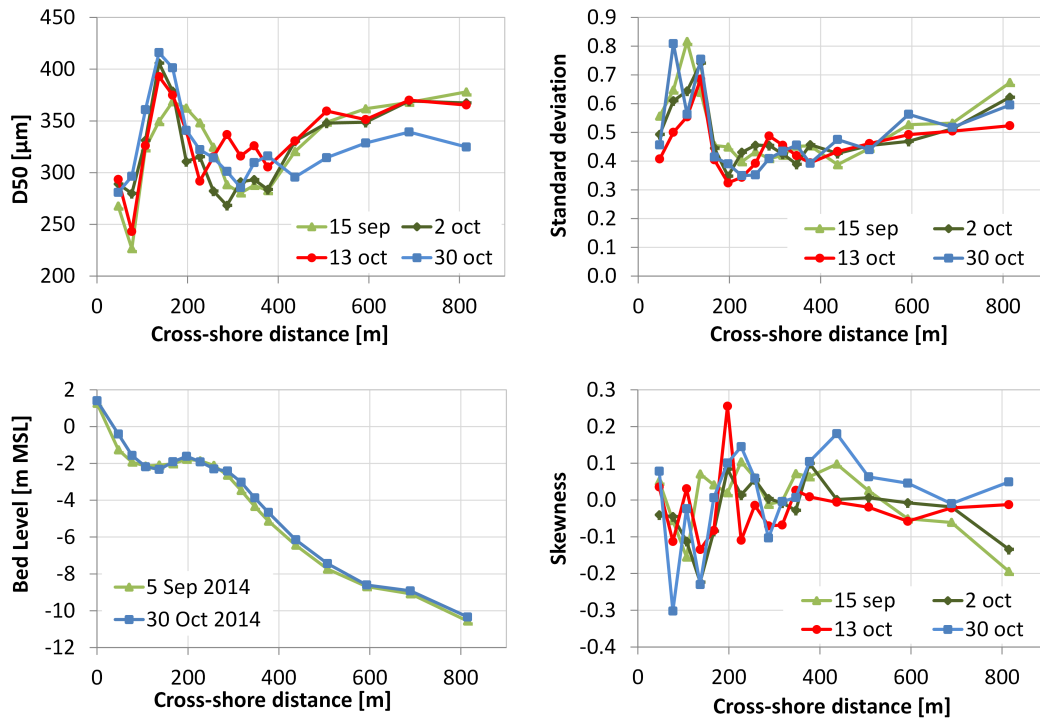 450
400
350
300
250
200
D50 [µm]
0 200 400 600 800
Cross-shore distance [m]
15 sep 2 oct
13 oct 30 oct
0.9
0.8
0.7
0.6
0.5
0.4
0.3
0.2
0.1
0.0
Standard deviation
0 200 400 600 800
Cross-shore distance [m]
15 sep 2 oct
13 oct 30 oct
2
0
-2
-4
-6
-8
-10
-12
Bed Level [m MSL]
0 200 400 600 800
Cross-shore distance [m]
5 Sep 2014
30 Oct 2014
0.3
0.2
0.1
0.0
-0.1
-0.2
-0.3
-0.4
Skewness
0 200 400 600 800
Cross-shore distance [m]
15 sep 2 oct
13 oct 30 oct